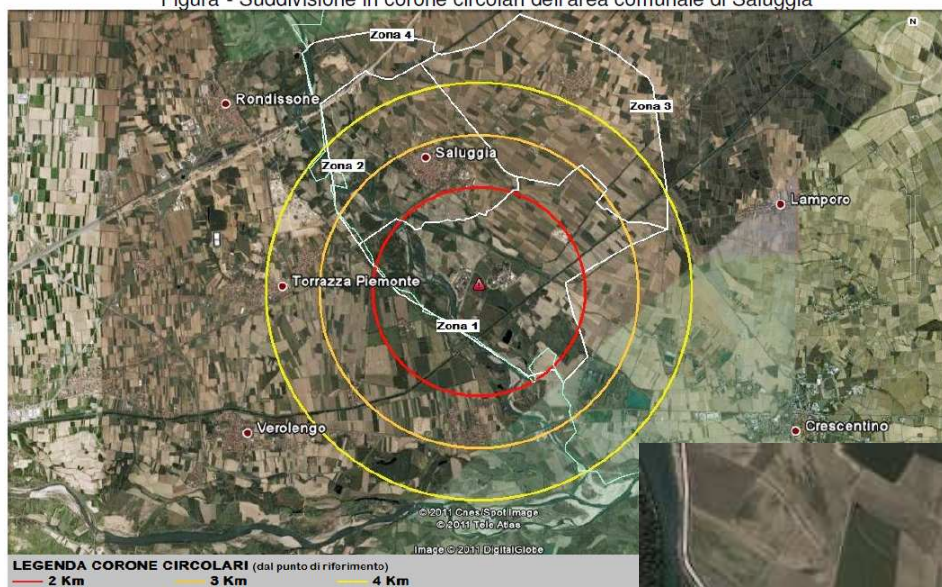 Figura - Suddivisione in corone circolari dell'area comunale di Saluggia
N
Zona 4
Rondissone
Zona 3
Saluggia
Zona 2
Lamporo
Torrazza Piemonte
Zona 1
Verolengo
Crescentino
© 2011 Cnes/Spot Image
© 2011 Tele Atlas
Image © 2011 DigitalGlobe
LEGENDA CORONE CIRCOLARI (dal punto di riferimento)
2 Km 3 Km 4 Km